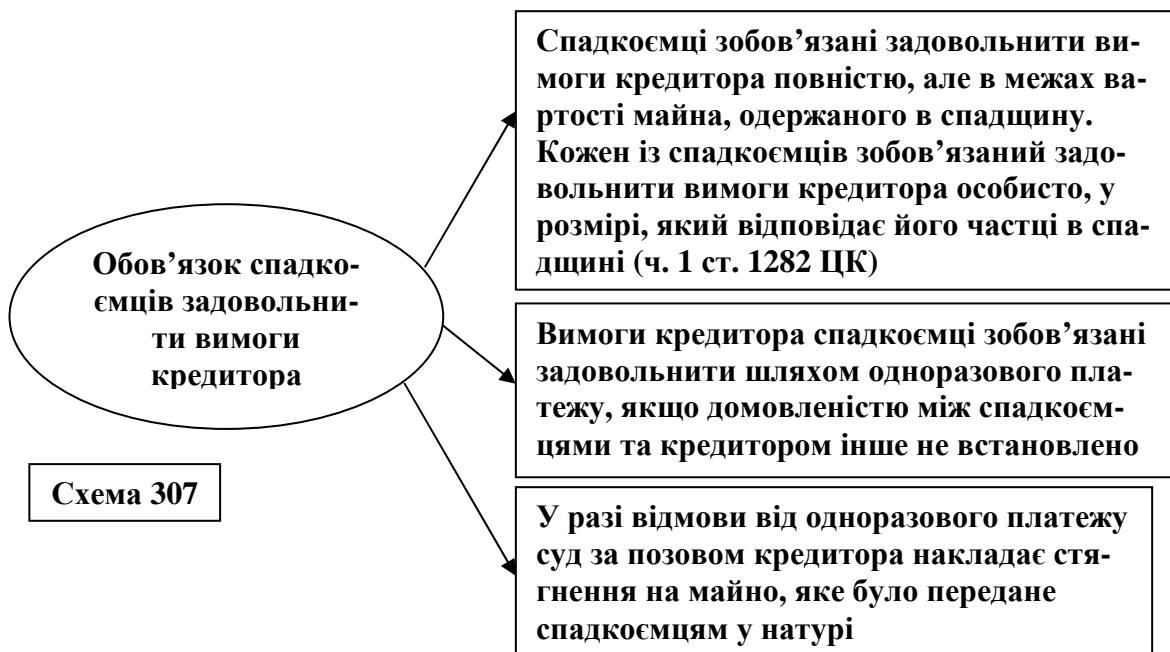 Спадкоємці зобов’язані задовольнити ви-
моги кредитора повністю, але в межах ва-
ртості майна, одержаного в спадщину.
Кожен із спадкоємців зобов’язаний задо-
вольнити вимоги кредитора особисто, у
розмірі, який відповідає його частці в спа-
дщині (ч. 1 ст. 1282 ЦК)
Обов’язок спадко-
ємців задовольни-
ти вимоги
кредитора
Вимоги кредитора спадкоємці зобов’язані
задовольнити шляхом одноразового пла-
тежу, якщо домовленістю між спадкоєм-
цями та кредитором інше не встановлено
Схема 307
У разі відмови від одноразового платежу
суд за позовом кредитора накладає стя-
гнення на майно, яке було передане
спадкоємцям у натурі